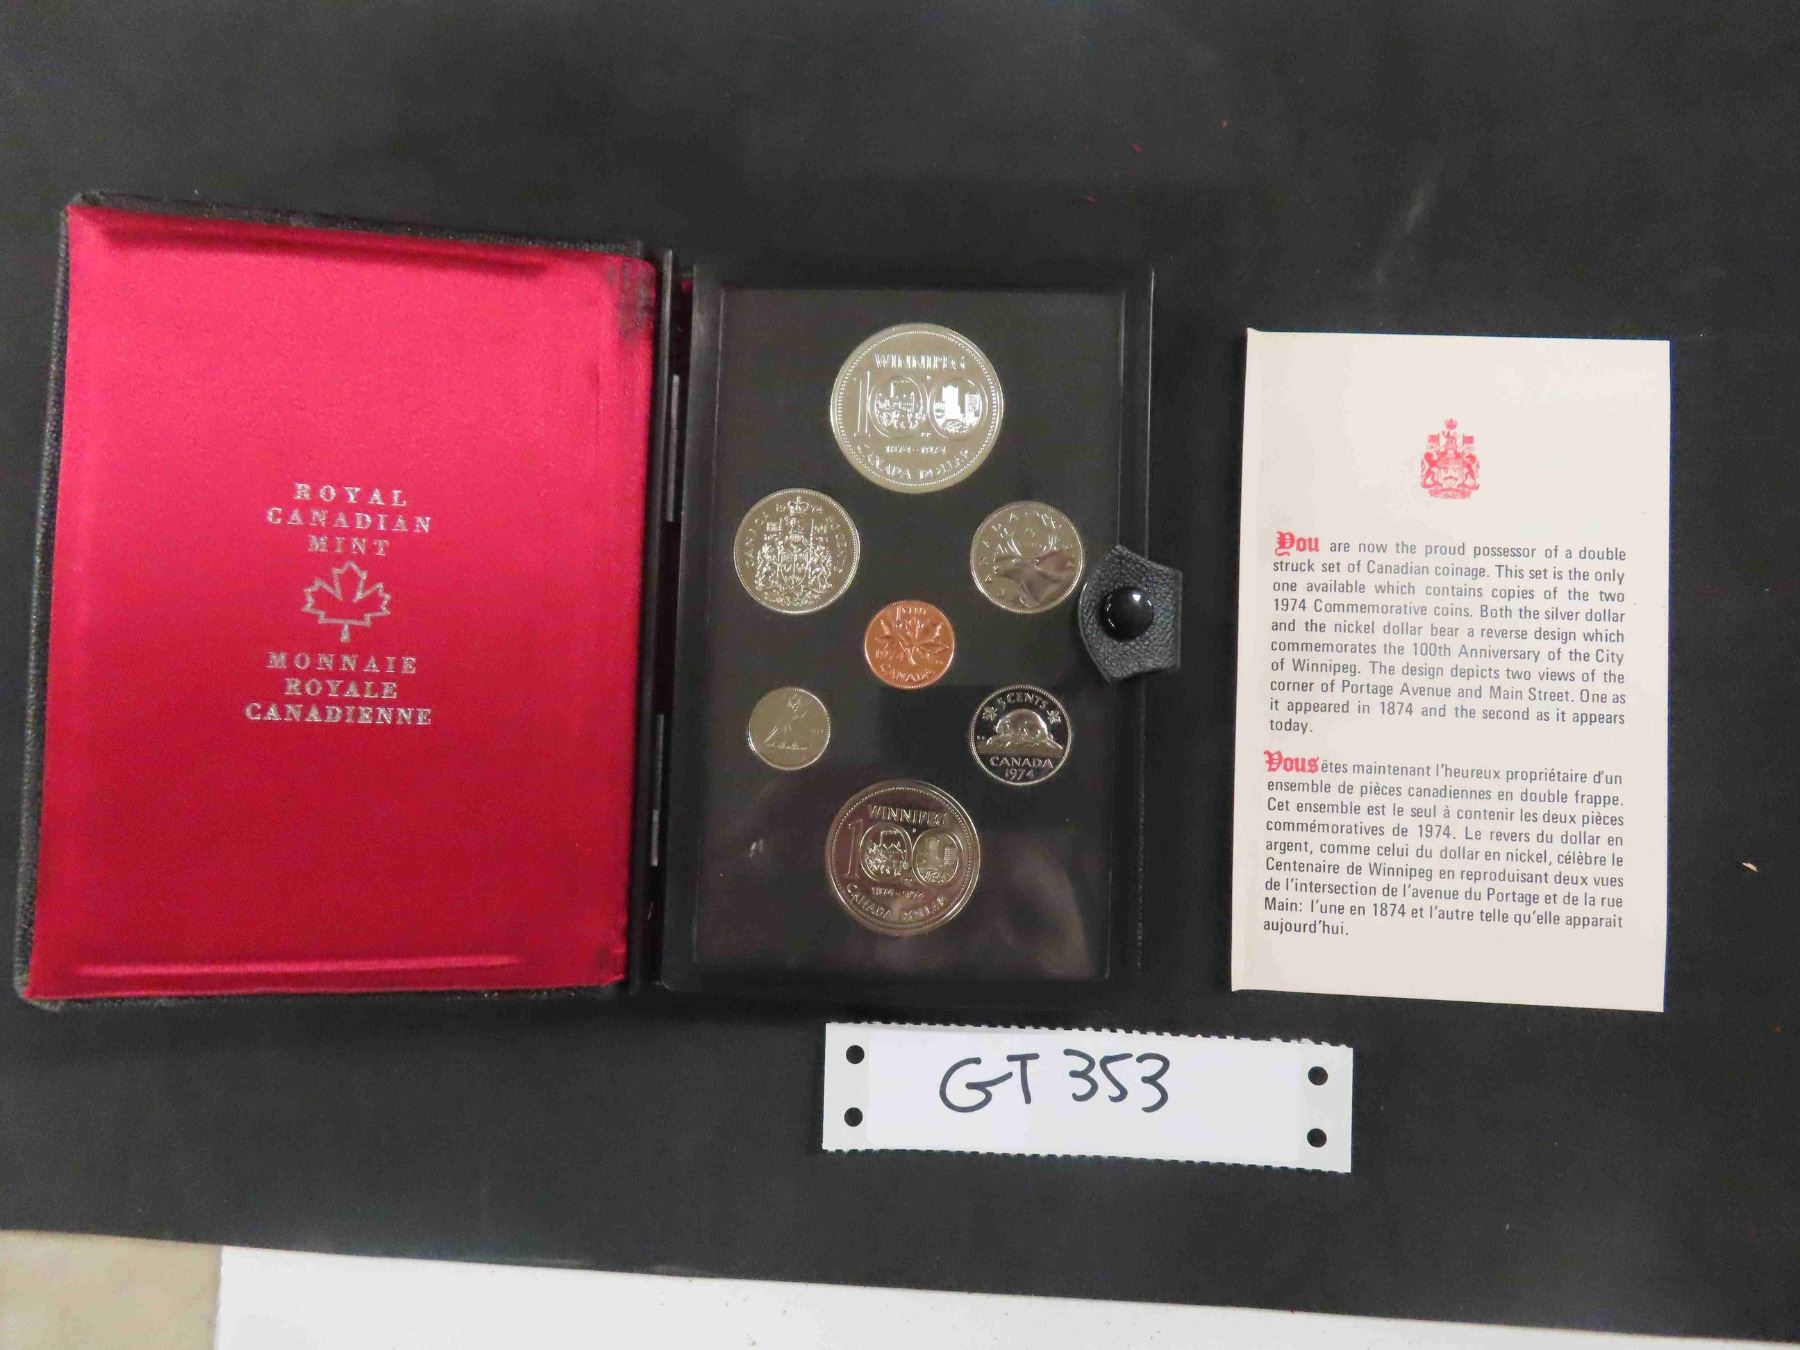 ROYAL
CANADIAN
MINT
MONNAIE
ROYALE
CANADIENNE
WINNIPEG
100
1874-1974
CANADA DOLLAR
CANADA 1974 50 CENTS
CANADA
1974
CANADA
5 CENTS
CANADA
1974
WINNIPEG
100
1874-1974
CANADA DOLLAR
You are now the proud possessor of a double
struck set of Canadian coinage. This set is the only
one available which contains copies of the two
1974 Commemorative coins. Both the silver dollar
and the nickel dollar bear a reverse design which
commemorates the 100th Anniversary of the City
of Winnipeg. The design depicts two views of the
corner of Portage Avenue and Main Street. One as
it appeared in 1874 and the second as it appears
today.
Vous êtes maintenant l'heureux propriétaire d'un
ensemble de pièces canadiennes en double frappe.
Cet ensemble est le seul à contenir les deux pièces
commémoratives de 1974. Le revers du dollar en
argent, comme celui du dollar en nickel, célèbre le
Centenaire de Winnipeg en reproduisant deux vues
de l'intersection de l'avenue du Portage et de la rue
Main: l'une en 1874 et l'autre telle qu'elle apparait
aujourd'hui.
GT 353